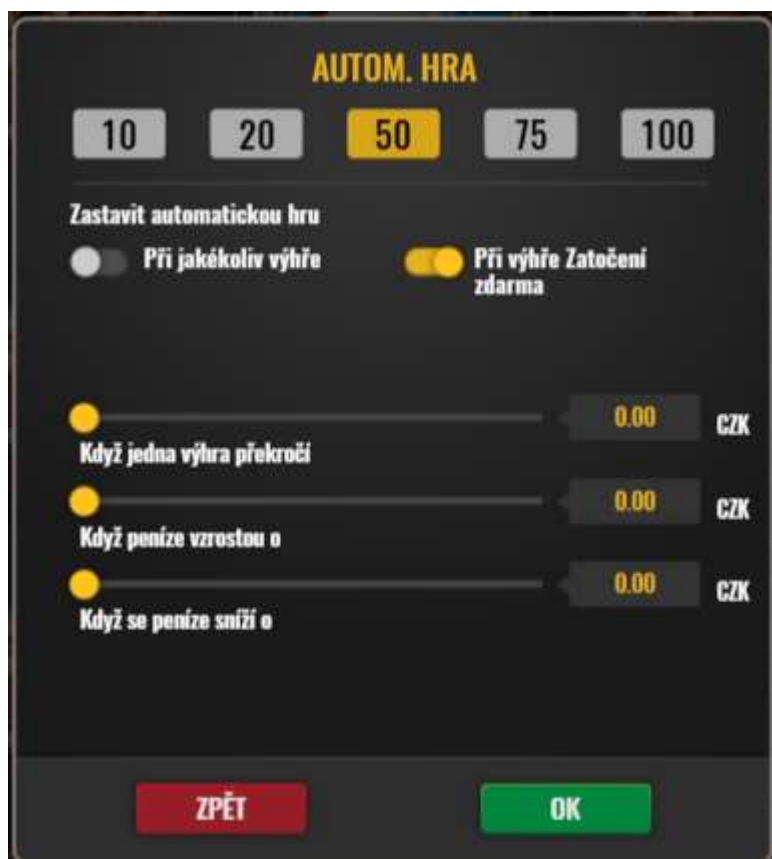 AUTOM. HRA
10 20 50 75 100
Zastavit automatickou hru
Při jakékoliv výhře
Při výhře Zatočení
zdarma
0.00 CZK
Když jedna výhra překročí
0.00 CZK
Když peníze vzrostou o
0.00 CZK
Když se peníze sníží o
ZPĚT OK